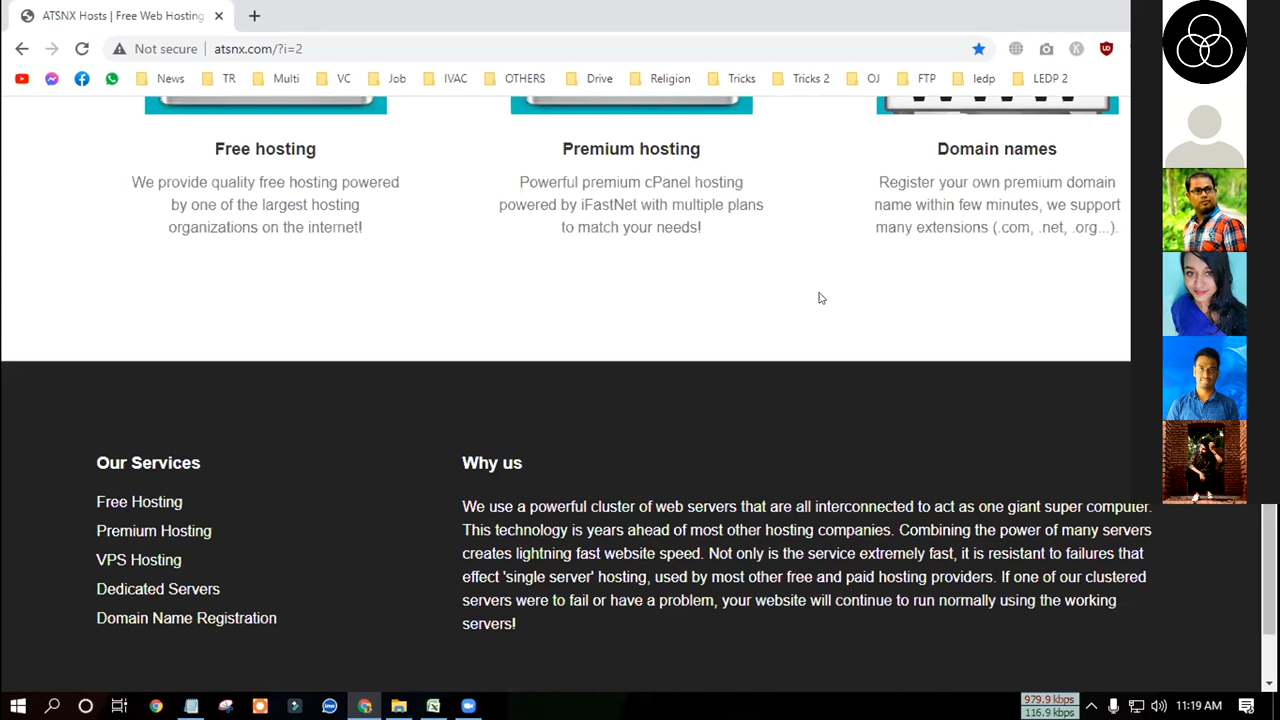 ATSNX Hosts | Free Web Hosting
Not secure
atsnx.com/?i=2
News
TR
Multi
VC
Job
IVAC
OTHERS
Drive
Religion
Tricks
Tricks 2
OJ
FTP
ledp
LEDP 2
Free hosting
We provide quality free hosting powered
by one of the largest hosting
organizations on the internet!
Premium hosting
Powerful premium cPanel hosting
powered by iFastNet with multiple plans
to match your needs!
Domain names
Register your own premium domain
name within few minutes, we support
many extensions (.com, .net, .org...).
Our Services
Free Hosting
Premium Hosting
VPS Hosting
Dedicated Servers
Domain Name Registration
Why us
We use a powerful cluster of web servers that are all interconnected to act as one giant super computer.
This technology is years ahead of most other hosting companies. Combining the power of many servers
creates lightning fast website speed. Not only is the service extremely fast, it is resistant to failures that
effect 'single server' hosting, used by most other free and paid hosting providers. If one of our clustered
servers were to fail or have a problem, your website will continue to run normally using the working
servers!
979.9 kbps
116.9 kbps
11:19 AM